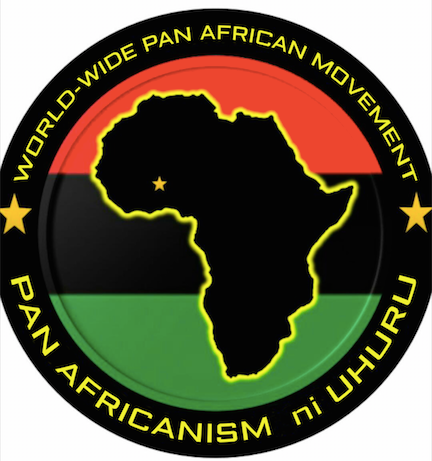 WORLD-WIDE PAN AFRICAN MOVEMENT
PAN AFRICANISM ni UHURU